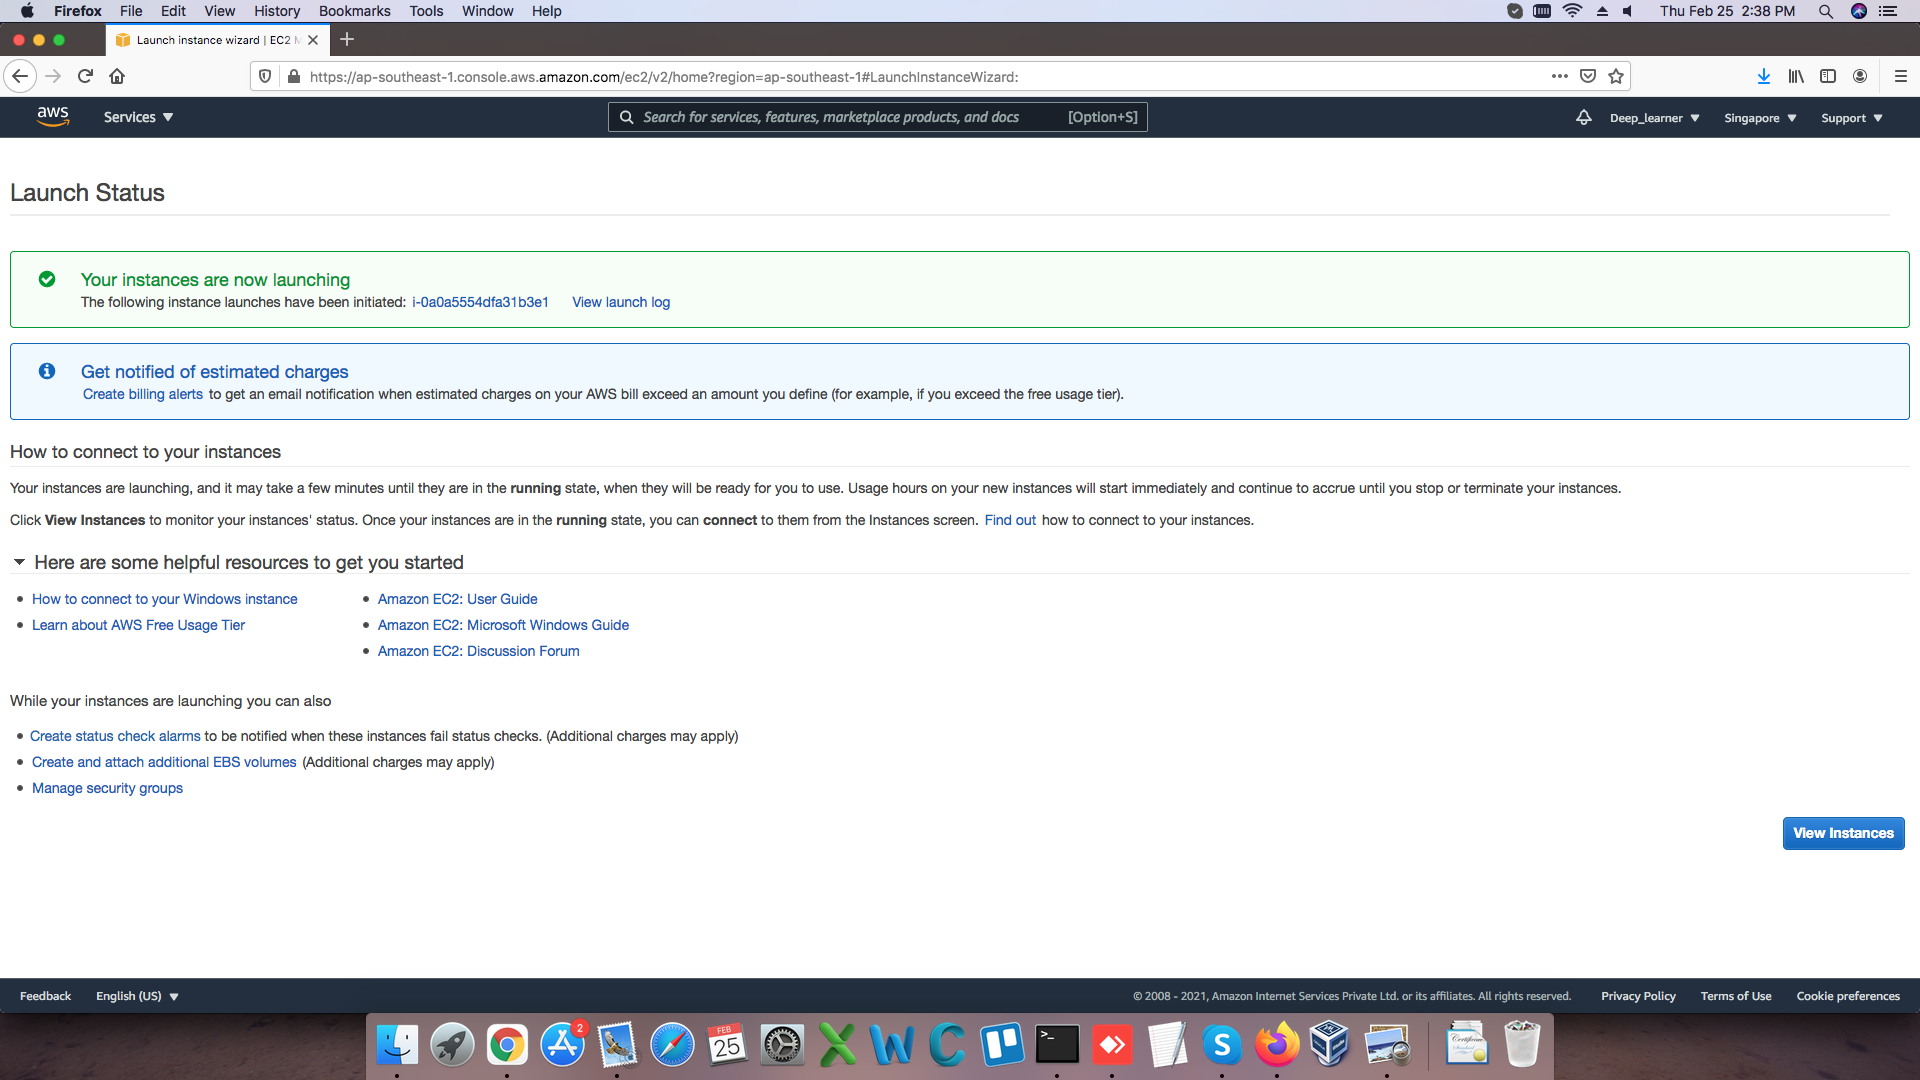 Firefox File Edit View History Bookmarks Tools Window Help Thu Feb 25 2:38 PM
Launch instance wizard | EC2 M
https://ap-southeast-1.console.aws.amazon.com/ec2/v2/home?region=ap-southeast-1#LaunchInstanceWizard:
aws Services Search for services, features, marketplace products, and docs [Option+S] Deep_learner Singapore Support
Launch Status
Your instances are now launching
The following instance launches have been initiated: i-0a0a5554dfa31b3e1 View launch log
Get notified of estimated charges
Create billing alerts to get an email notification when estimated charges on your AWS bill exceed an amount you define (for example, if you exceed the free usage tier).
How to connect to your instances
Your instances are launching, and it may take a few minutes until they are in the running state, when they will be ready for you to use. Usage hours on your new instances will start immediately and continue to accrue until you stop or terminate your instances.
Click View Instances to monitor your instances' status. Once your instances are in the running state, you can connect to them from the Instances screen. Find out how to connect to your instances.
Here are some helpful resources to get you started
How to connect to your Windows instance
Learn about AWS Free Usage Tier
Amazon EC2: User Guide
Amazon EC2: Microsoft Windows Guide
Amazon EC2: Discussion Forum
While your instances are launching you can also
Create status check alarms to be notified when these instances fail status checks. (Additional charges may apply)
Create and attach additional EBS volumes (Additional charges may apply)
Manage security groups
View Instances
Feedback English (US) © 2008 - 2021, Amazon Internet Services Private Ltd. or its affiliates. All rights reserved. Privacy Policy Terms of Use Cookie preferences
2
FEB
25